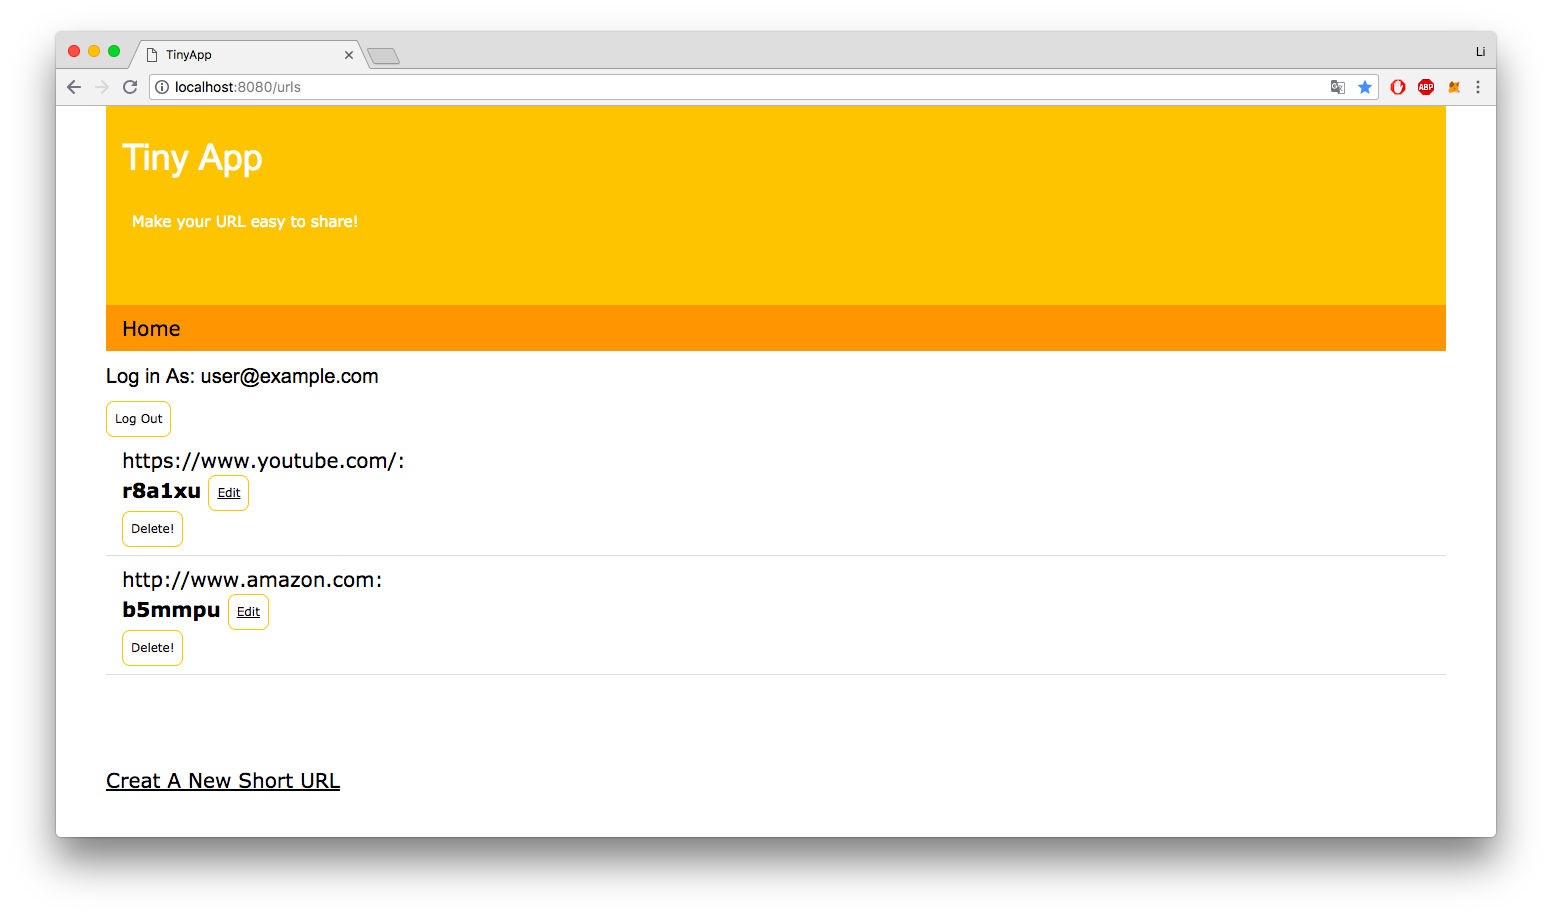 TinyApp
Li
localhost:8080/urls
ABP
Tiny App
Make your URL easy to share!
Home
Log in As: user@example.com
Log Out
https://www.youtube.com/:
r8a1xu Edit
Delete!
http://www.amazon.com:
b5mmpu Edit
Delete!
Creat A New Short URL